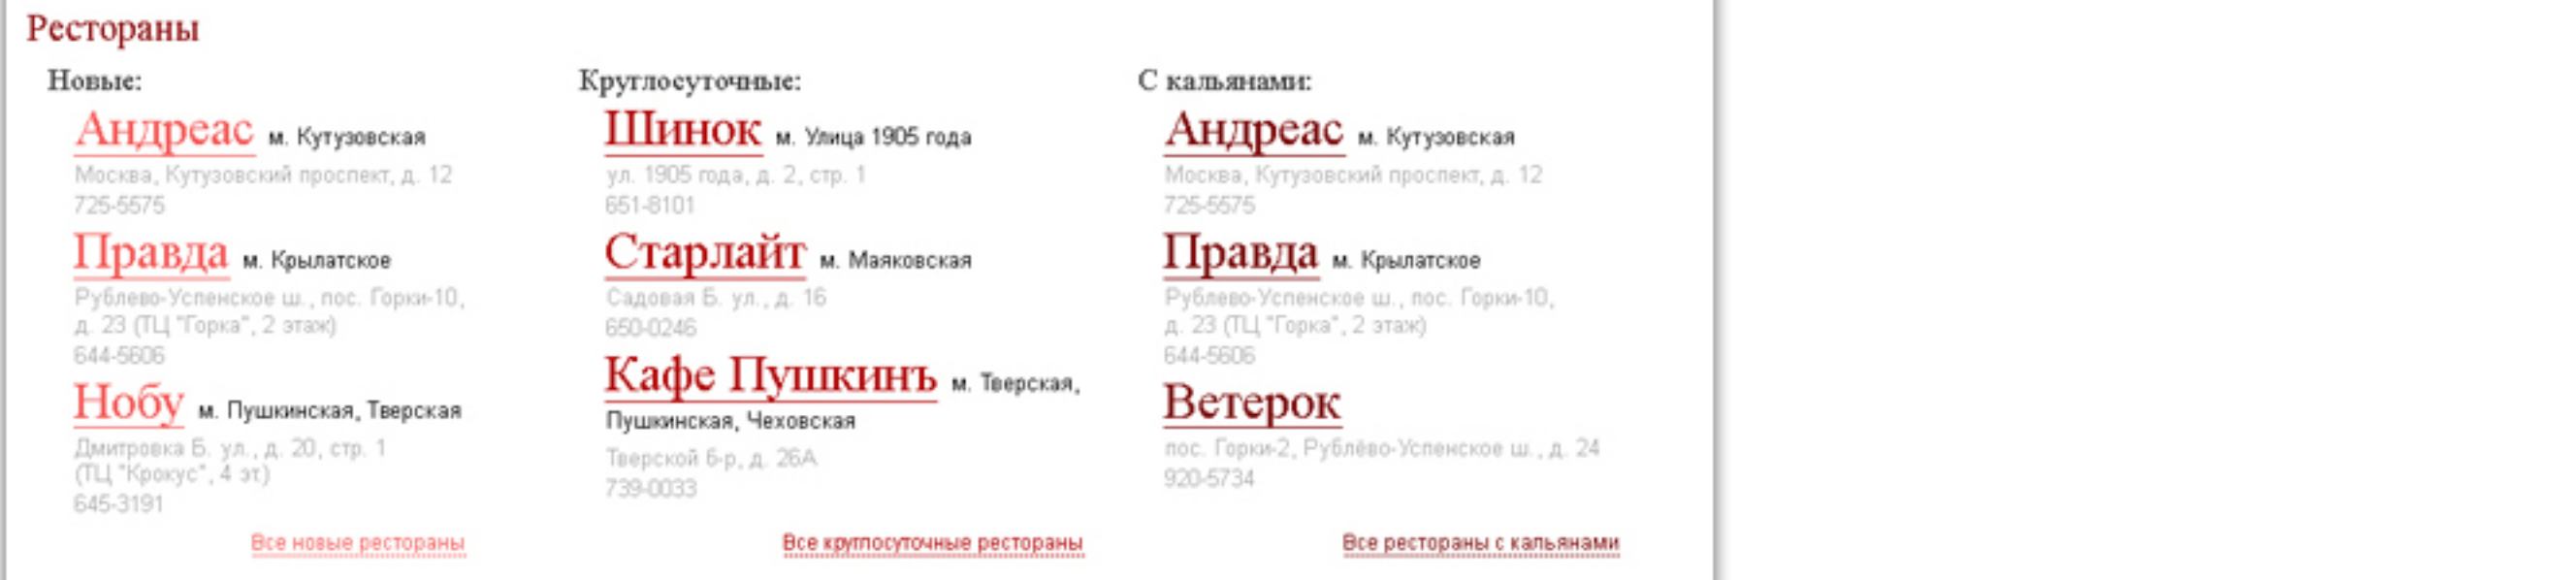 Рестораны
Новые:
Андреас м. Кутузовская
Москва, Кутузовский проспект, д. 12
725-5575
Правда м. Крылатское
Рублево-Успенское ш., пос. Горки-10,
д. 23 (ТЦ "Горка", 2 этаж)
644-5606
Нобу м. Пушкинская, Тверская
Дмитровка Б. ул., д. 20, стр. 1
(ТЦ "Крокус", 4 эт.)
645-3191
Все новые рестораны
Круглосуточные:
Шинок м. Улица 1905 года
ул. 1905 года, д. 2, стр. 1
651-8101
Старлайт м. Маяковская
Садовая Б. ул., д. 16
650-0246
Кафе Пушкинъ м. Тверская,
Пушкинская, Чеховская
Тверской б-р, д. 26А
739-0033
Все круглосуточные рестораны
С кальянами:
Андреас м. Кутузовская
Москва, Кутузовский проспект, д. 12
725-5575
Правда м. Крылатское
Рублево-Успенское ш., пос. Горки-10,
д. 23 (ТЦ "Горка", 2 этаж)
644-5606
Ветерок
пос. Горки-2, Рублёво-Успенское ш., д. 24
920-5734
Все рестораны с кальянами